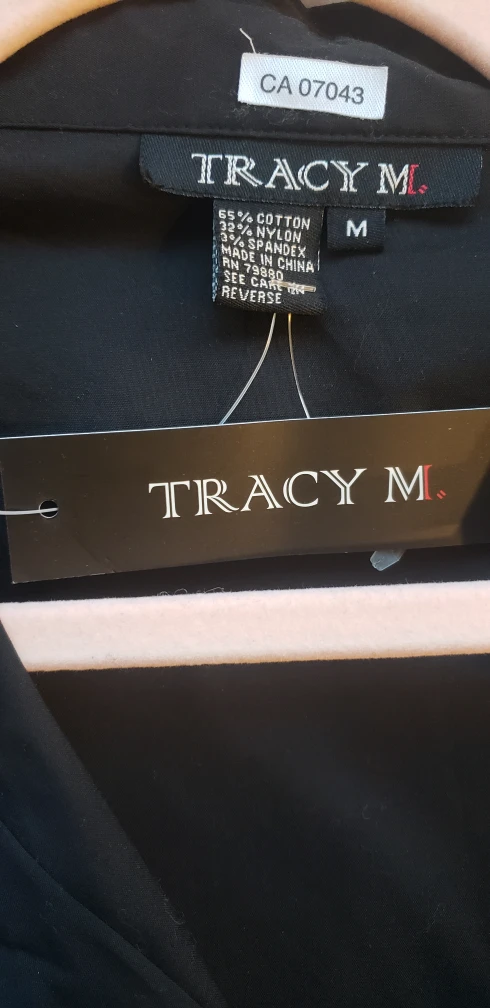 CA 07043
TRACY M.
65% COTTON
32% NYLON
3% SPANDEX
MADE IN CHINA
RN 79880
SEE CARE ON
REVERSE
M
TRACY M.